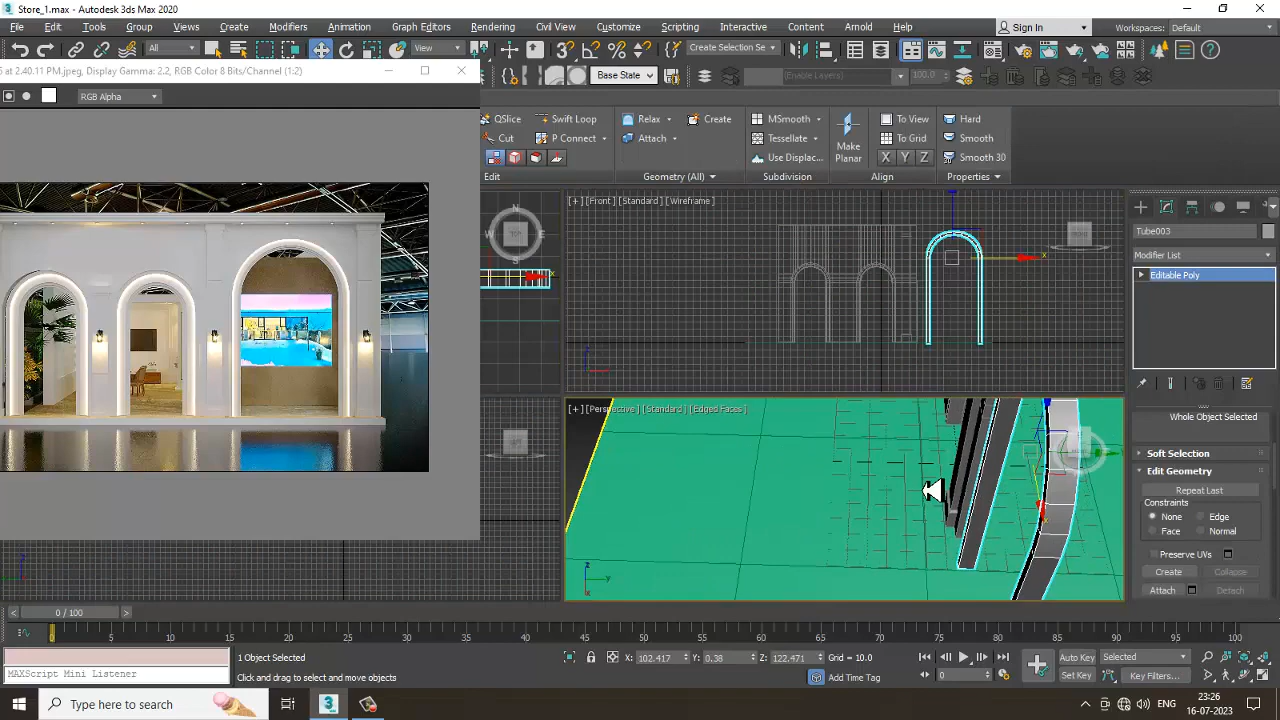 Store_1.max - Autodesk 3ds Max 2020
File Edit Tools Group Views Create Modifiers Animation Graph Editors Rendering Civil View Customize Scripting Interactive Content Arnold Help Sign In Workspaces: Default
All View Create Selection Se
6 at 2.40.11 PM.jpeg, Display Gamma: 2.2, RGB Color 8 Bits/Channel (1:2)
Base State (Enable Layers) 100.0
RGB Alpha
QSlice Swift Loop Relax Create MSmooth To View Hard
Cut P Connect Attach Tessellate To Grid Smooth
Make Planar
Use Displac... X Y Z Smooth 30
Edit Geometry (All) Subdivision Align Properties
[+] [Front] [Standard] [Wireframe]
N
W E
S
TOP
x
x
z
Tube003
Modifier List
Editable Poly
[+] [Perspective] [Standard] [Edged Faces]
z
y
x
Whole Object Selected
Soft Selection
Edit Geometry
Repeat Last
Constraints
None Edge
Face Normal
Preserve UVs
Create Collapse
Attach Detach
0 / 100
0 5 10 15 20 25 30 35 40 45 50 55 60 65 70 75 80 85 90 95 100
1 Object Selected X: 102.417 Y: 0.38 Z: 122.471 Grid = 10.0 Auto Key Selected
MAXScript Mini Listener Click and drag to select and move objects Add Time Tag 0 Set Key Key Filters...
Type here to search
ENG
23:26
16-07-2023